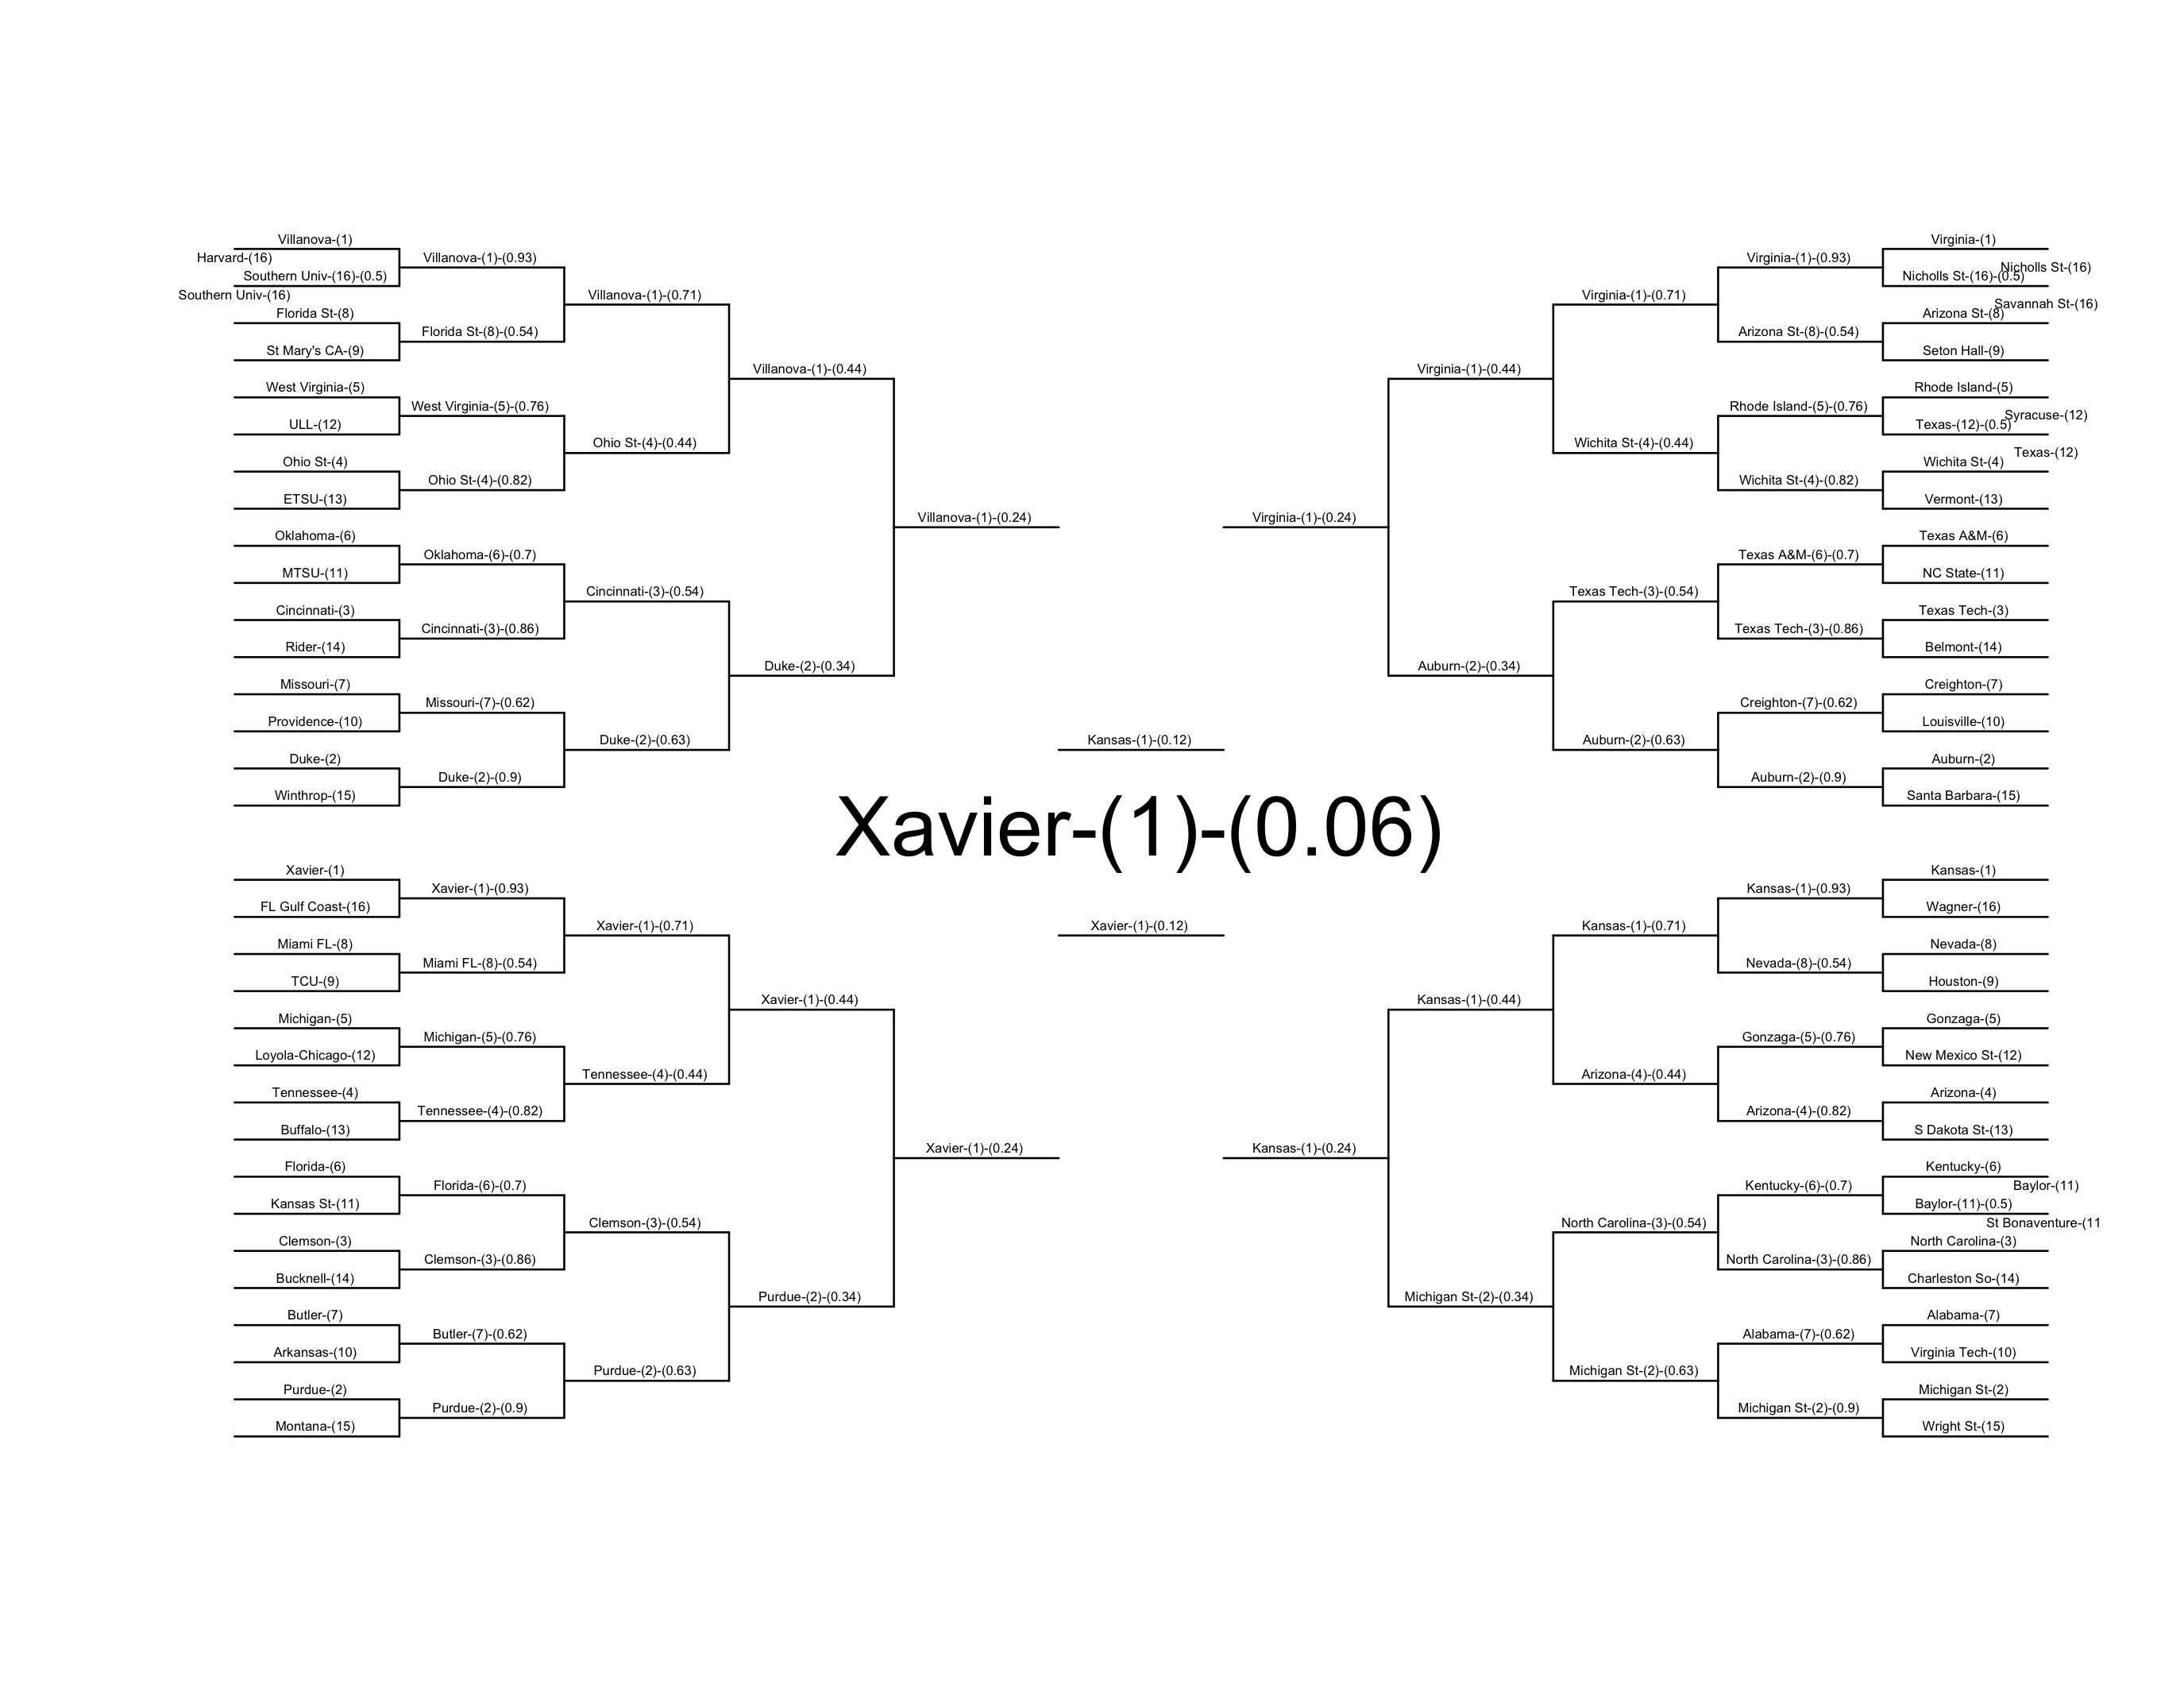 Villanova-(1)
Harvard-(16)
Southern Univ-(16)-(0.5)
Southern Univ-(16)
Florida St-(8)
St Mary's CA-(9)
West Virginia-(5)
ULL-(12)
Ohio St-(4)
ETSU-(13)
Oklahoma-(6)
MTSU-(11)
Cincinnati-(3)
Rider-(14)
Missouri-(7)
Providence-(10)
Duke-(2)
Winthrop-(15)
Villanova-(1)-(0.93)
Florida St-(8)-(0.54)
West Virginia-(5)-(0.76)
Ohio St-(4)-(0.82)
Oklahoma-(6)-(0.7)
Cincinnati-(3)-(0.86)
Missouri-(7)-(0.62)
Duke-(2)-(0.9)
Villanova-(1)-(0.71)
Ohio St-(4)-(0.44)
Cincinnati-(3)-(0.54)
Duke-(2)-(0.63)
Villanova-(1)-(0.44)
Duke-(2)-(0.34)
Villanova-(1)-(0.24)
Xavier-(1)
FL Gulf Coast-(16)
Miami FL-(8)
TCU-(9)
Michigan-(5)
Loyola-Chicago-(12)
Tennessee-(4)
Buffalo-(13)
Florida-(6)
Kansas St-(11)
Clemson-(3)
Bucknell-(14)
Butler-(7)
Arkansas-(10)
Purdue-(2)
Montana-(15)
Xavier-(1)-(0.93)
Miami FL-(8)-(0.54)
Michigan-(5)-(0.76)
Tennessee-(4)-(0.82)
Florida-(6)-(0.7)
Clemson-(3)-(0.86)
Butler-(7)-(0.62)
Purdue-(2)-(0.9)
Xavier-(1)-(0.71)
Tennessee-(4)-(0.44)
Clemson-(3)-(0.54)
Purdue-(2)-(0.63)
Xavier-(1)-(0.44)
Purdue-(2)-(0.34)
Xavier-(1)-(0.24)
Kansas-(1)-(0.12)
Xavier-(1)-(0.06)
Xavier-(1)-(0.12)
Virginia-(1)-(0.24)
Virginia-(1)-(0.44)
Auburn-(2)-(0.34)
Virginia-(1)-(0.71)
Wichita St-(4)-(0.44)
Texas Tech-(3)-(0.54)
Auburn-(2)-(0.63)
Virginia-(1)-(0.93)
Arizona St-(8)-(0.54)
Rhode Island-(5)-(0.76)
Wichita St-(4)-(0.82)
Texas A&M-(6)-(0.7)
Texas Tech-(3)-(0.86)
Creighton-(7)-(0.62)
Auburn-(2)-(0.9)
Virginia-(1)
Nicholls St-(16)
Nicholls St-(16)-(0.5)
Savannah St-(16)
Arizona St-(8)
Seton Hall-(9)
Rhode Island-(5)
Syracuse-(12)
Texas-(12)-(0.5)
Texas-(12)
Wichita St-(4)
Vermont-(13)
Texas A&M-(6)
NC State-(11)
Texas Tech-(3)
Belmont-(14)
Creighton-(7)
Louisville-(10)
Auburn-(2)
Santa Barbara-(15)
Kansas-(1)-(0.24)
Kansas-(1)-(0.44)
Michigan St-(2)-(0.34)
Kansas-(1)-(0.71)
Arizona-(4)-(0.44)
North Carolina-(3)-(0.54)
Michigan St-(2)-(0.63)
Kansas-(1)-(0.93)
Nevada-(8)-(0.54)
Gonzaga-(5)-(0.76)
Arizona-(4)-(0.82)
Kentucky-(6)-(0.7)
North Carolina-(3)-(0.86)
Alabama-(7)-(0.62)
Michigan St-(2)-(0.9)
Kansas-(1)
Wagner-(16)
Nevada-(8)
Houston-(9)
Gonzaga-(5)
New Mexico St-(12)
Arizona-(4)
S Dakota St-(13)
Kentucky-(6)
Baylor-(11)
Baylor-(11)-(0.5)
St Bonaventure-(11
North Carolina-(3)
Charleston So-(14)
Alabama-(7)
Virginia Tech-(10)
Michigan St-(2)
Wright St-(15)